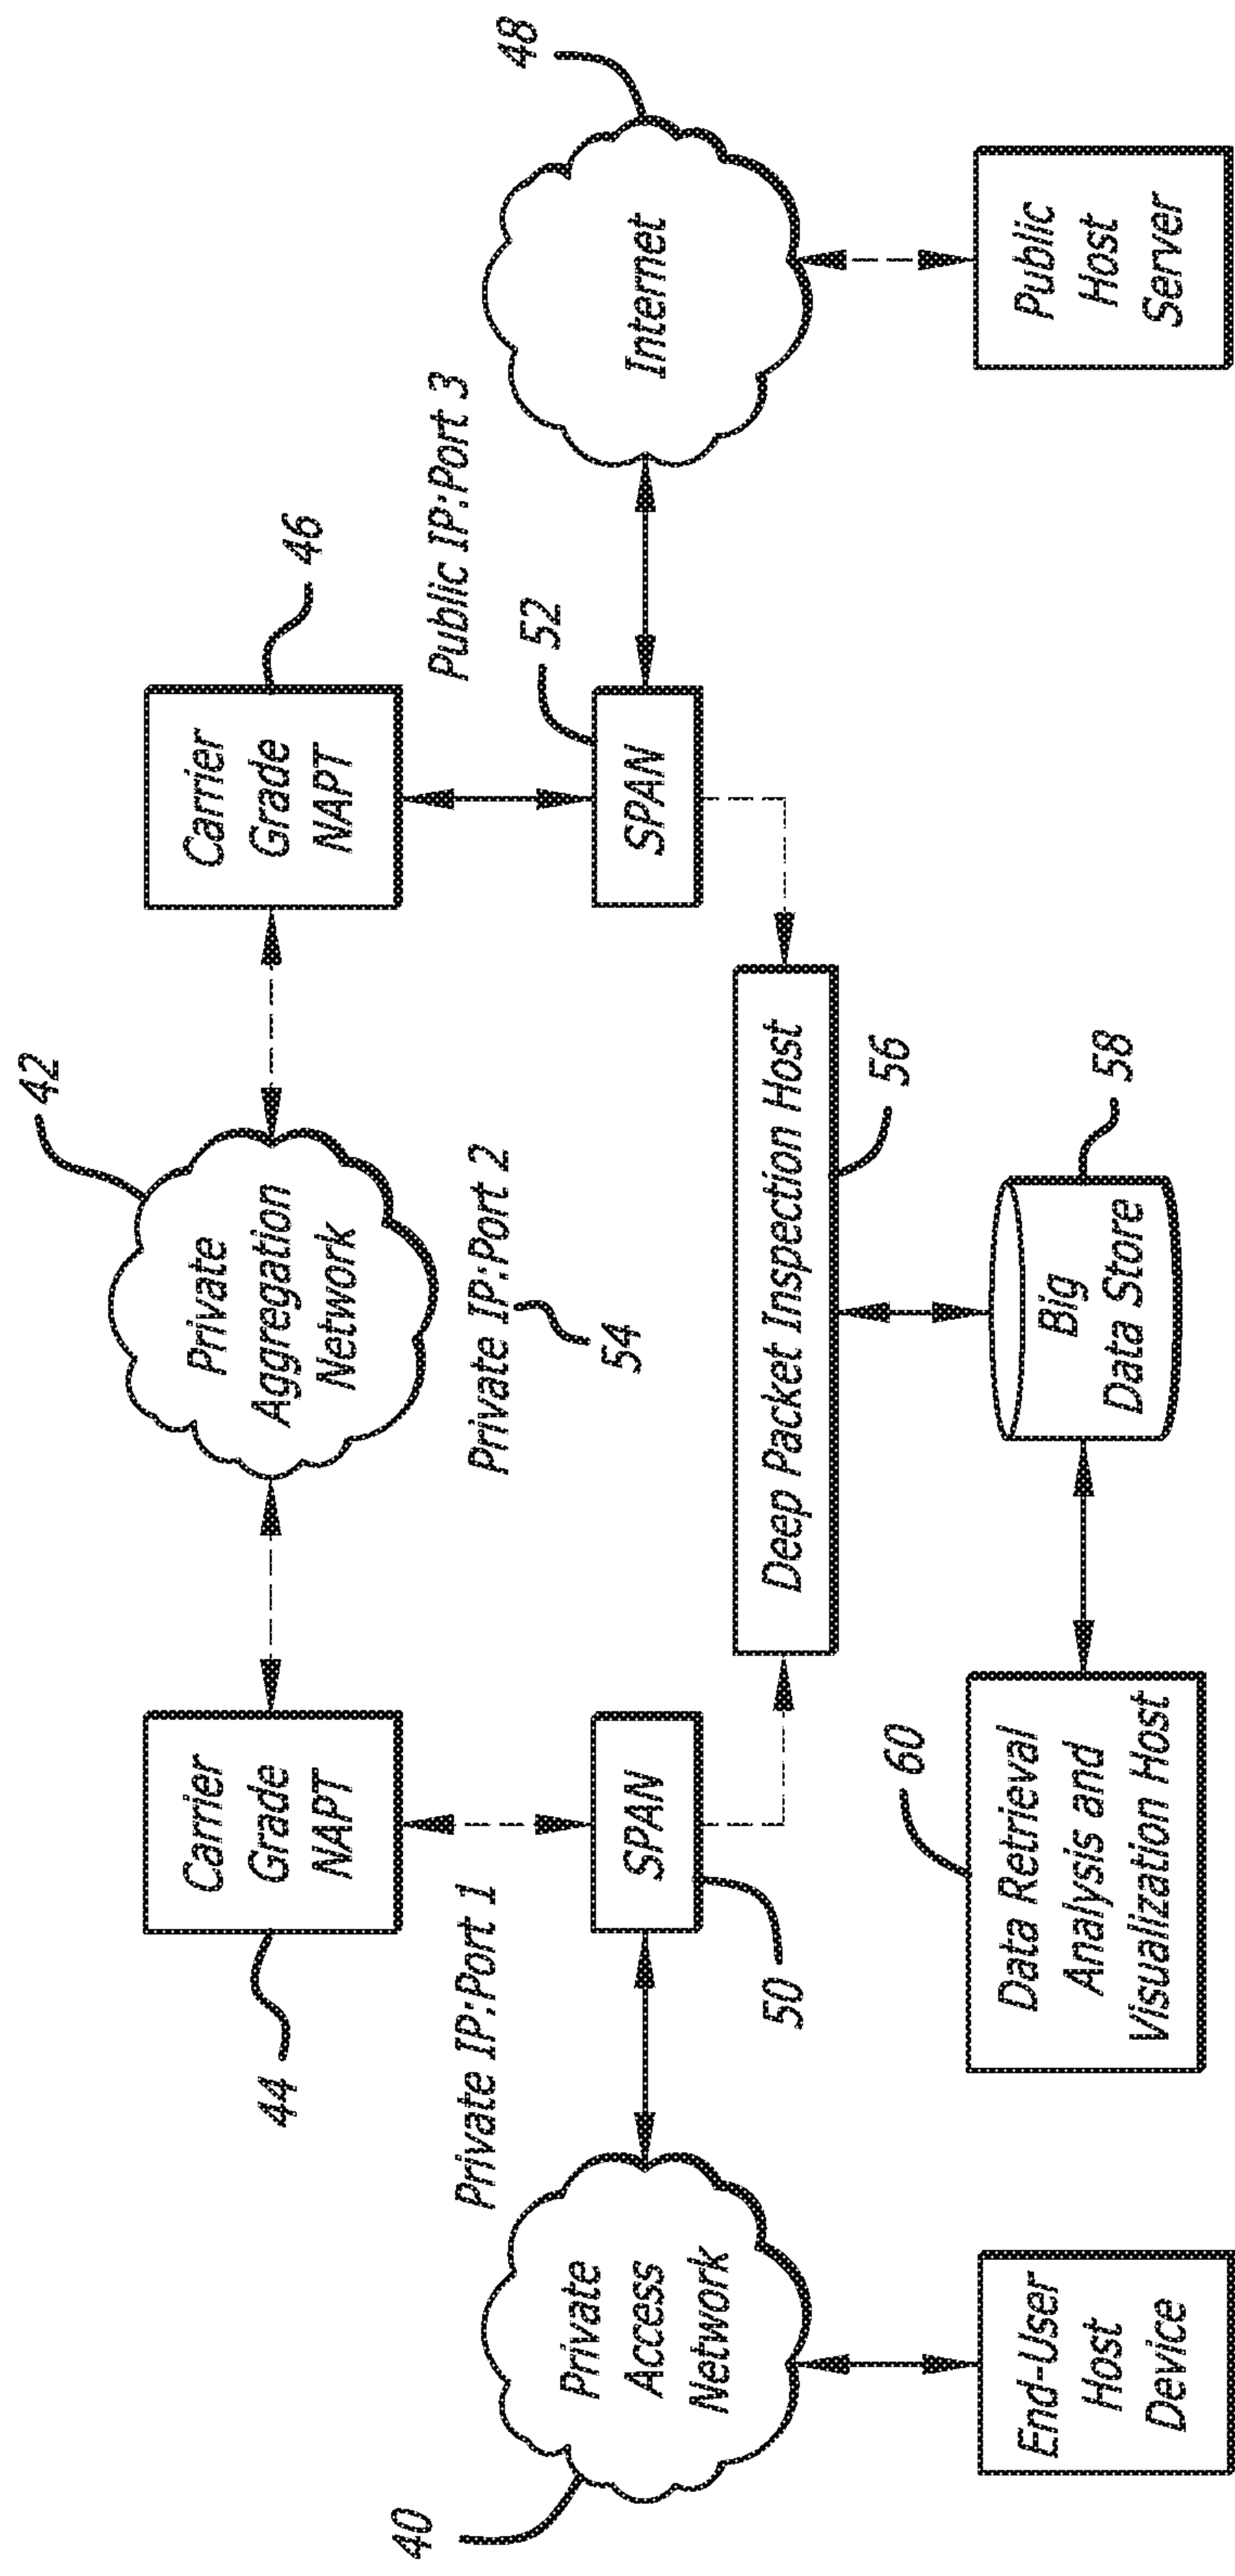 42
44
Carrier
Grade
NAPT
Private
Aggregation
Network
Carrier
Grade
NAPT
46
Private IP:Port 1
Private IP:Port 2
54
Public IP:Port 3
40
Private
Access
Network
SPAN
50
52
SPAN
Internet
48
Deep Packet Inspection Host
56
End-User
Host
Device
60
Data Retrieval
Analysis and
Visualization Host
Big
Data Store
58
Public
Host
Server